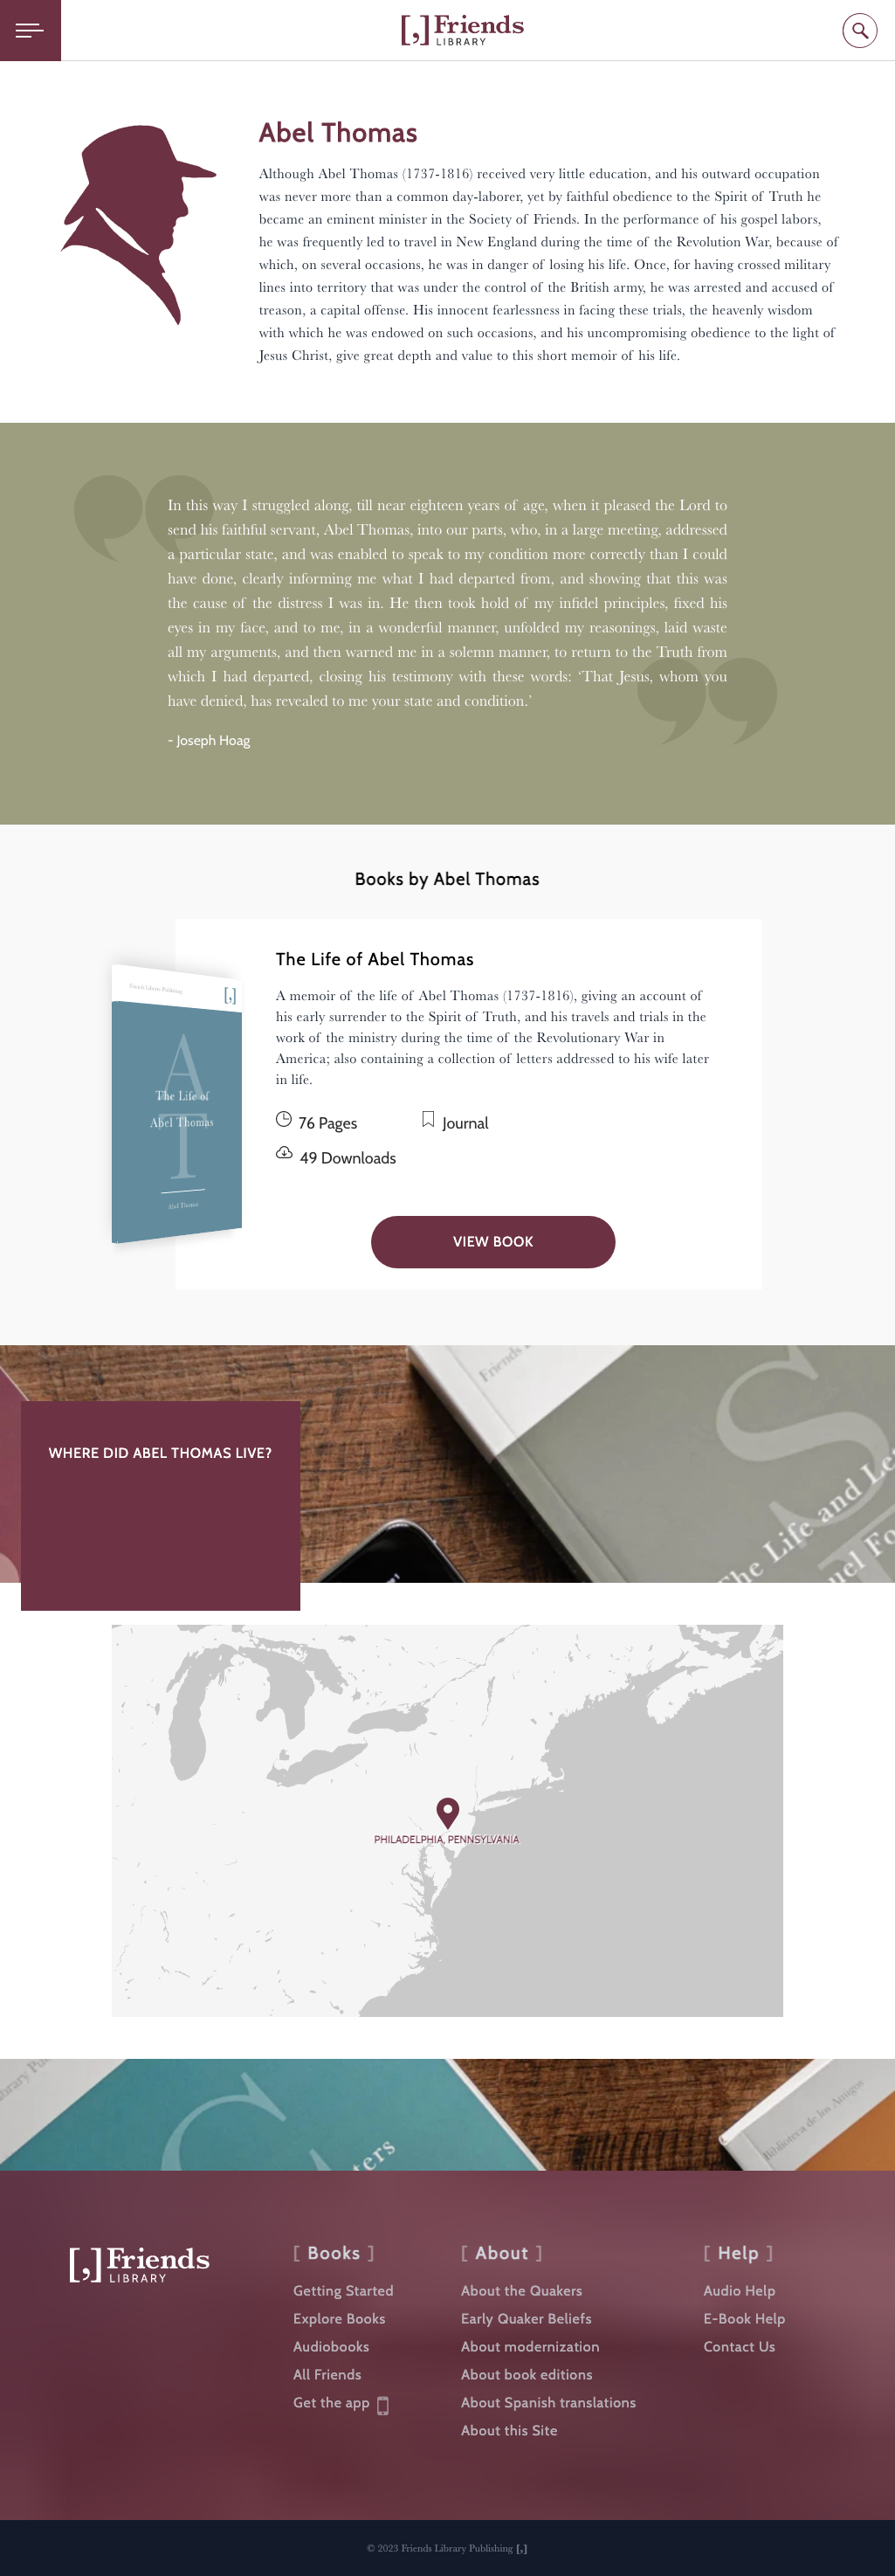 [,] Friends
LIBRARY
Abel Thomas
Although Abel Thomas (1737-1816) received very little education, and his outward occupation
was never more than a common day-laborer, yet by faithful obedience to the Spirit of Truth he
became an eminent minister in the Society of Friends. In the performance of his gospel labors,
he was frequently led to travel in New England during the time of the Revolution War, because of
which, on several occasions, he was in danger of losing his life. Once, for having crossed military
lines into territory that was under the control of the British army, he was arrested and accused of
treason, a capital offense. His innocent fearlessness in facing these trials, the heavenly wisdom
with which he was endowed on such occasions, and his uncompromising obedience to the light of
Jesus Christ, give great depth and value to this short memoir of his life.
In this way I struggled along, till near eighteen years of age, when it pleased the Lord to
send his faithful servant, Abel Thomas, into our parts, who, in a large meeting, addressed
a particular state, and was enabled to speak to my condition more correctly than I could
have done, clearly informing me what I had departed from, and showing that this was
the cause of the distress I was in. He then took hold of my infidel principles, fixed his
eyes in my face, and to me, in a wonderful manner, unfolded my reasonings, laid waste
all my arguments, and then warned me in a solemn manner, to return to the Truth from
which I had departed, closing his testimony with these words: ‘That Jesus, whom you
have denied, has revealed to me your state and condition.’
- Joseph Hoag
Books by Abel Thomas
Friends Library Publishing
[,]
A
T
The Life of
Abel Thomas
Abel Thomas
The Life of Abel Thomas
A memoir of the life of Abel Thomas (1737-1816), giving an account of
his early surrender to the Spirit of Truth, and his travels and trials in the
work of the ministry during the time of the Revolutionary War in
America; also containing a collection of letters addressed to his wife later
in life.
76 Pages
Journal
49 Downloads
VIEW BOOK
Friends
S
The Life and Le
uel Fo
WHERE DID ABEL THOMAS LIVE?
PHILADELPHIA, PENNSYLVANIA
ibrary Pu
C
ters
Biblioteca de los Amigos
[,] Friends
LIBRARY
[ Books ]
Getting Started
Explore Books
Audiobooks
All Friends
Get the app
[ About ]
About the Quakers
Early Quaker Beliefs
About modernization
About book editions
About Spanish translations
About this Site
[ Help ]
Audio Help
E-Book Help
Contact Us
© 2023 Friends Library Publishing [,]